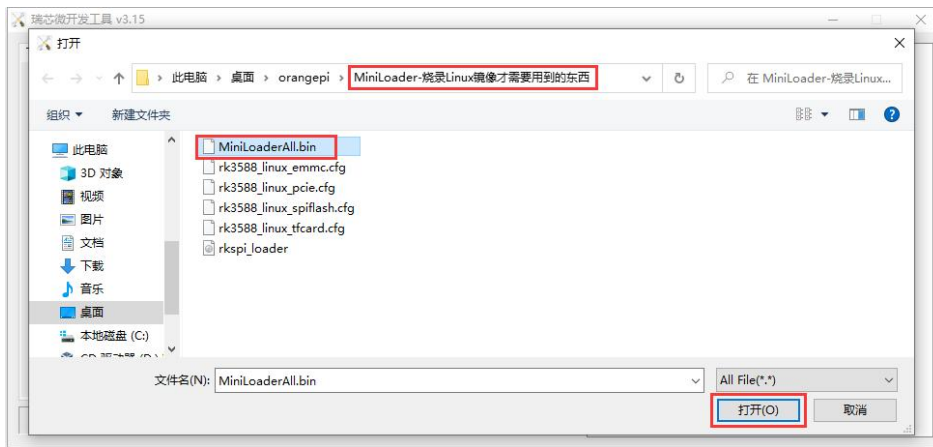 瑞芯微开发工具 v3.15
打开
此电脑 › 桌面 › orangepi › MiniLoader-烧录Linux镜像才需要用到的东西
在 MiniLoader-烧录Linux...
组织 新建文件夹
此电脑
3D 对象
视频
图片
文档
下载
音乐
桌面
本地磁盘 (C:)
MiniLoaderAll.bin
rk3588_linux_emmc.cfg
rk3588_linux_pcie.cfg
rk3588_linux_spiflash.cfg
rk3588_linux_tfcard.cfg
rkspi_loader
文件名(N): MiniLoaderAll.bin
All File(*.*)
打开(O) 取消